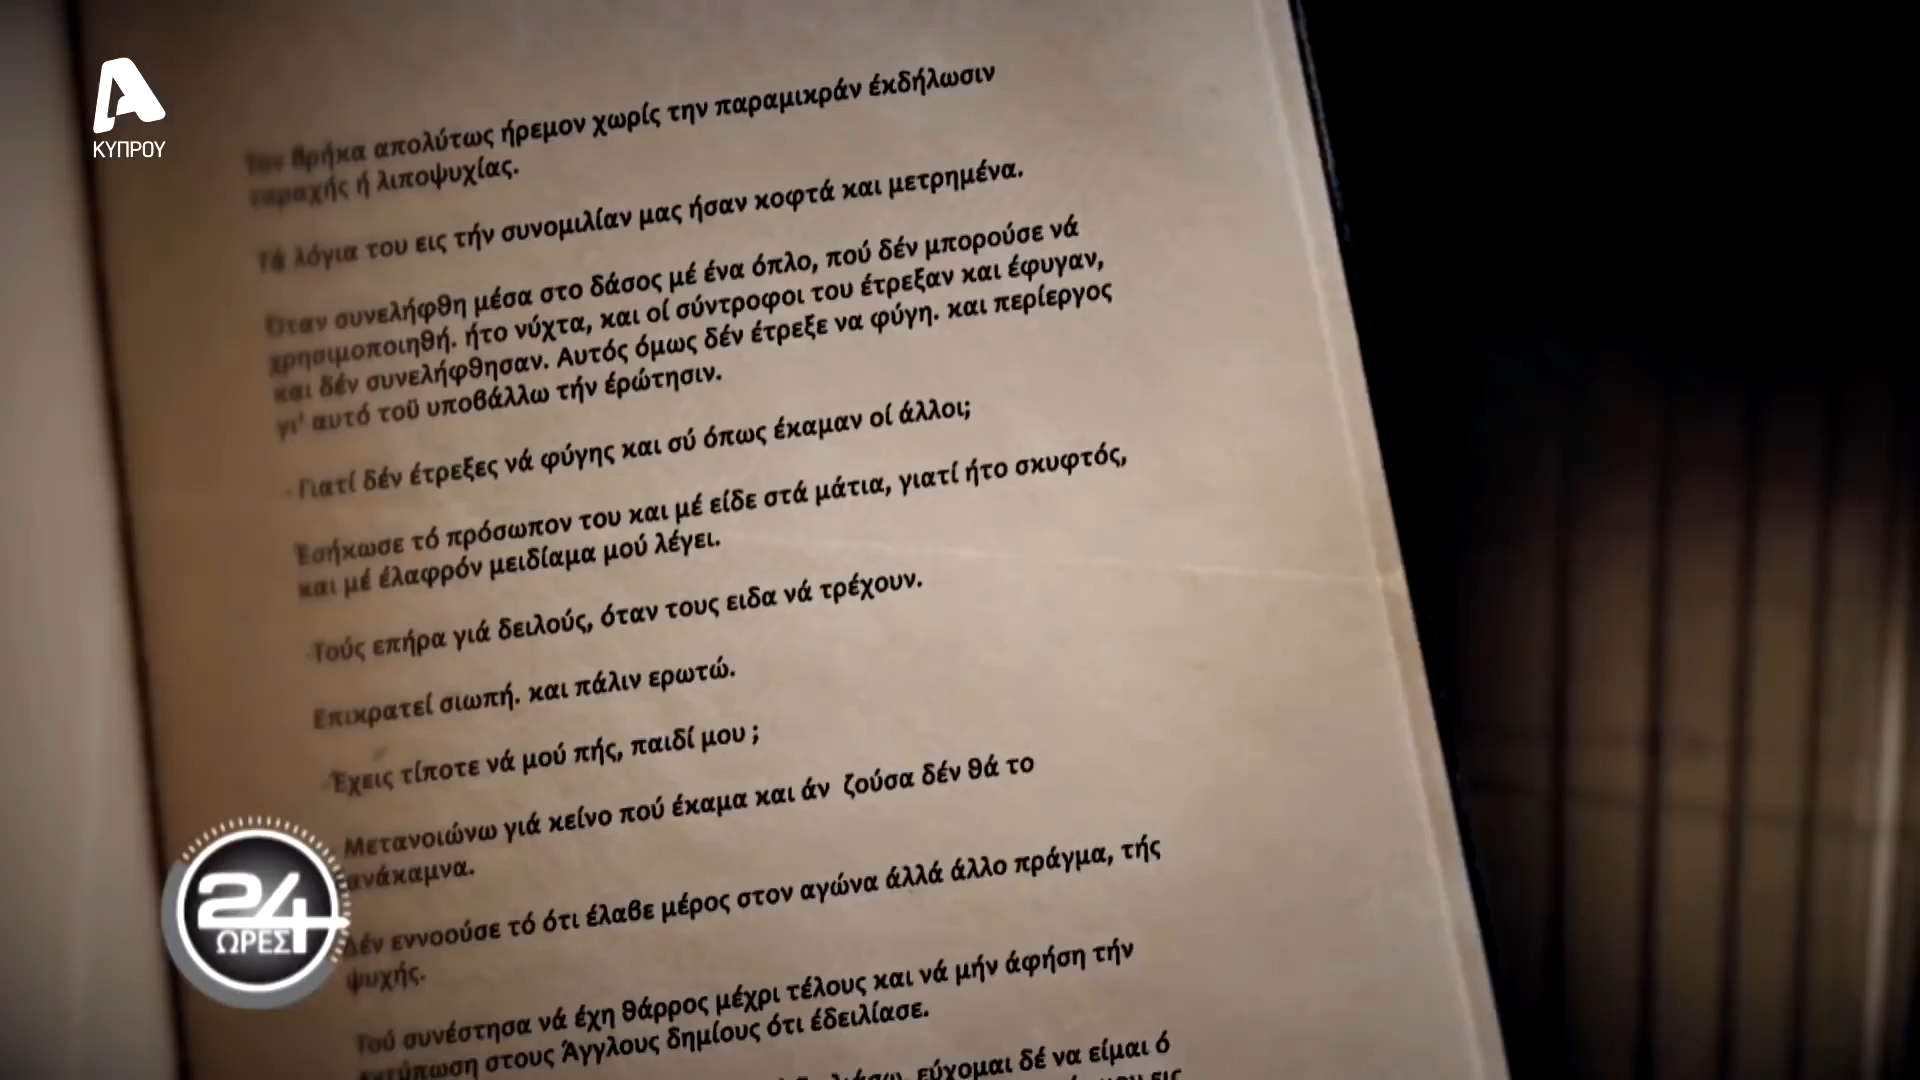 ΚΥΠΡΟΥ
Τον βρήκα απολύτως ήρεμον χωρίς την παραμικράν έκδήλωσιν
ταραχής ή λιποψυχίας.
Τά λόγια του εις τήν συνομιλίαν μας ήσαν κοφτά και μετρημένα.
Όταν συνελήφθη μέσα στο δάσος μέ ένα όπλο, πού δέν μπορούσε νά
χρησιμοποιηθή. ήτο νύχτα, και οί σύντροφοι του έτρεξαν και έφυγαν,
και δέν συνελήφθησαν. Αυτός όμως δέν έτρεξε να φύγη. και περίεργος
γι' αυτό τοΰ υποβάλλω τήν έρώτησιν.
- Γιατί δέν έτρεξες νά φύγης και σύ όπως έκαμαν οί άλλοι;
Έσήκωσε τό πρόσωπον του και μέ είδε στά μάτια, γιατί ήτο σκυφτός,
και μέ έλαφρόν μειδίαμα μού λέγει.
-Τούς επήρα γιά δειλούς, όταν τους ειδα νά τρέχουν.
Επικρατεί σιωπή. και πάλιν ερωτώ.
-Έχεις τίποτε νά μού πής, παιδί μου ;
Μετανοιώνω γιά κείνο πού έκαμα και άν ζούσα δέν θά το
ανάκαμνα.
Δέν εννοούσε τό ότι έλαβε μέρος στον αγώνα άλλά άλλο πράγμα, τής
ψυχής.
Τού συνέστησα νά έχη θάρρος μέχρι τέλους και νά μήν άφήση τήν
εντύπωση στους Άγγλους δημίους ότι έδειλίασε.
εύχομαι δέ να είμαι ό
24
ΩΡΕΣ